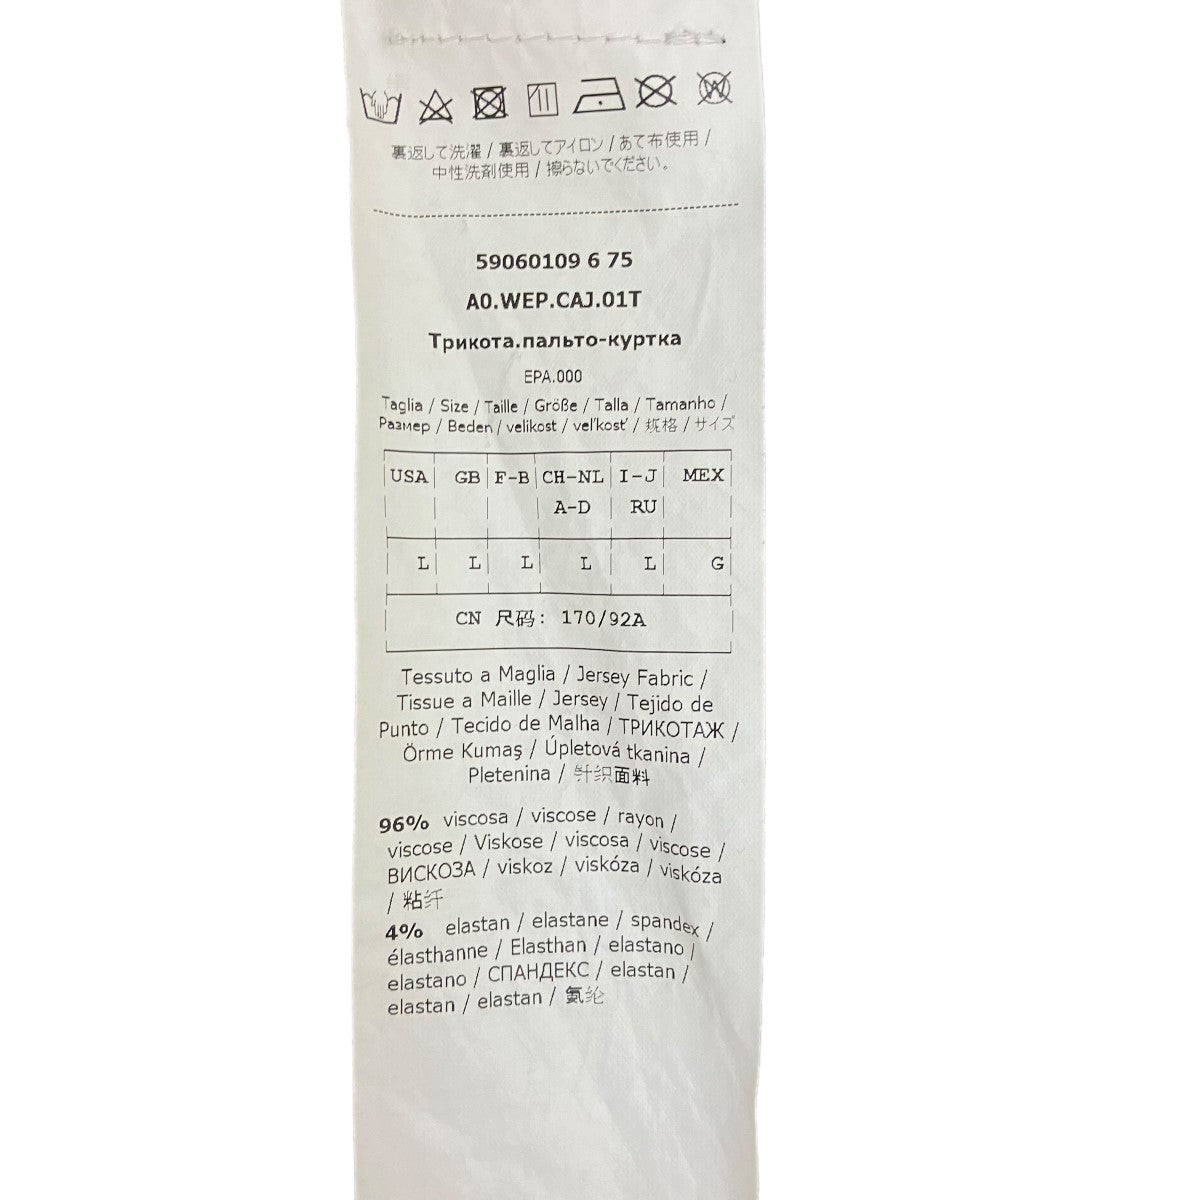 裏返して洗濯 / 裏返してアイロン / あて布使用 /
中性洗剤使用 / 擦らないでください。
59060109 6 75
A0.WEP.CAJ.01T
Трикота.пальто-куртка
EPA.000
Taglia / Size / Taille / Größe / Talla / Tamanho /
Размер / Beden / velikost / veľkosť / 规格 / サイズ
USA GB F-B CH-NL I-J MEX
A-D RU
L L L L L G
CN 尺码: 170/92A
Tessuto a Maglia / Jersey Fabric /
Tissue a Maille / Jersey / Tejido de
Punto / Tecido de Malha / ТРИКОТАЖ /
Örme Kumaş / Úpletová tkanina /
Pletenina / 针织面料
96% viscosa / viscose / rayon /
viscose / Viskose / viscosa / viscose /
ВИСКОЗА / viskoz / viskóza / viskóza
/ 粘纤
4% elastan / elastane / spandex /
élasthanne / Elasthan / elastano /
elastano / СПАНДЕКС / elastan /
elastan / elastan / 氨纶